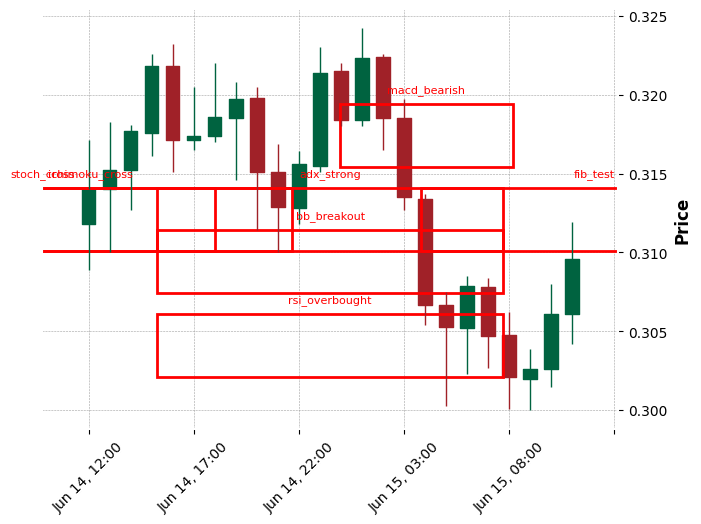 0.325
0.320
macd_bearish
0.315
stoch_cross
ichimoku_cross
adx_strong
fib_test
bb_breakout
Price
0.310
rsi_overbought
0.305
0.300
Jun 14, 12:00
Jun 14, 17:00
Jun 14, 22:00
Jun 15, 03:00
Jun 15, 08:00